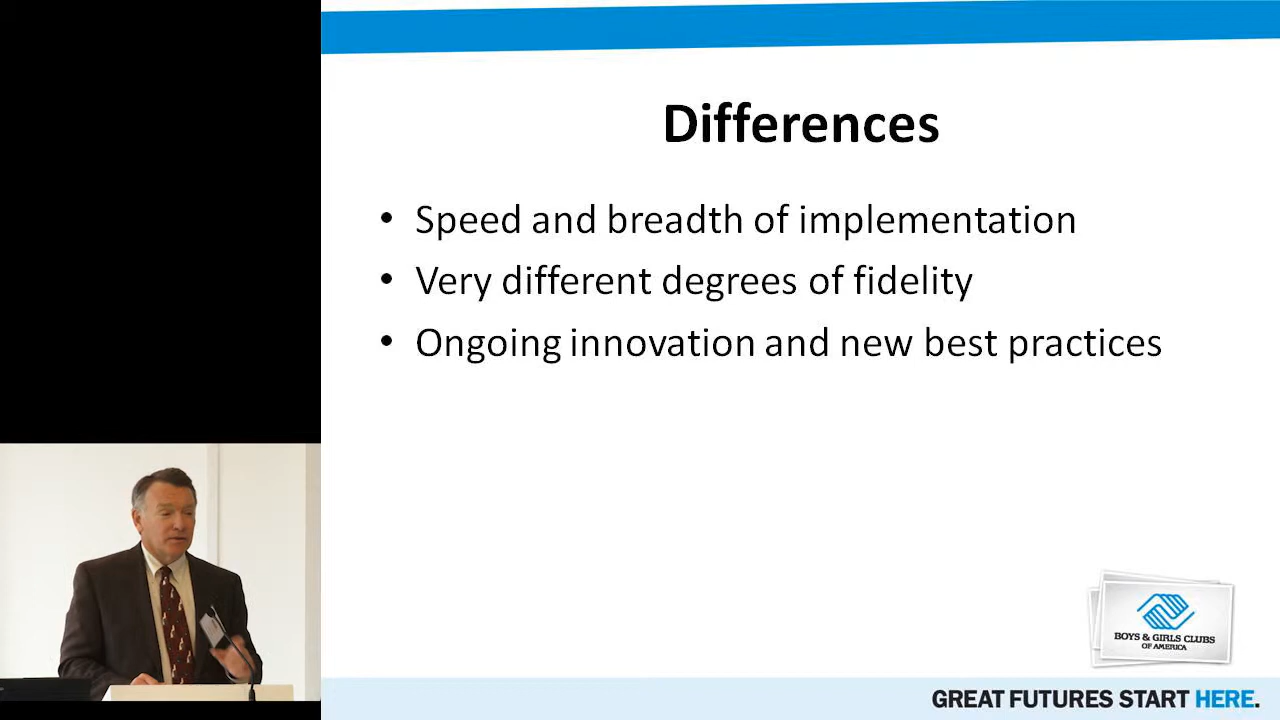 Differences
• Speed and breadth of implementation
• Very different degrees of fidelity
• Ongoing innovation and new best practices
BOYS & GIRLS CLUBS
OF AMERICA
GREAT FUTURES START HERE.